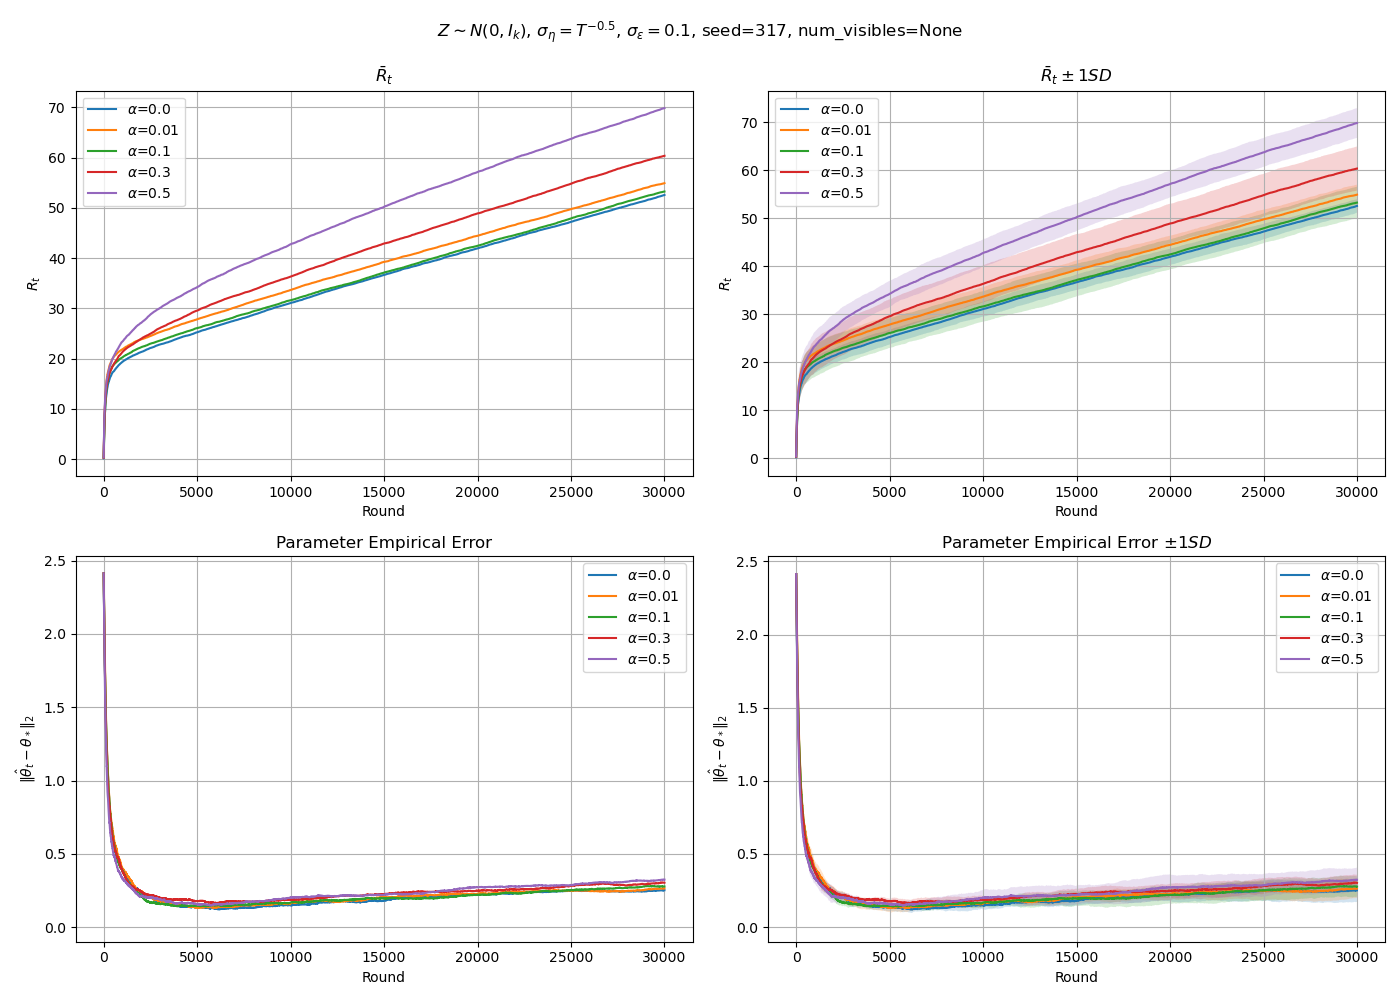 Z ∼ N(0, I_k), σ_η = T^{−0.5}, σ_ε = 0.1, seed=317, num_visibles=None
R̄_t
70
60
50
40
30
20
10
0
R_t
α=0.0
α=0.01
α=0.1
α=0.3
α=0.5
0 5000 10000 15000 20000 25000 30000
Round
R̄_t ± 1SD
70
60
50
40
30
20
10
0
R_t
α=0.0
α=0.01
α=0.1
α=0.3
α=0.5
0 5000 10000 15000 20000 25000 30000
Round
Parameter Empirical Error
2.5
2.0
1.5
1.0
0.5
0.0
‖θ̂_t − θ_*‖_2
α=0.0
α=0.01
α=0.1
α=0.3
α=0.5
0 5000 10000 15000 20000 25000 30000
Round
Parameter Empirical Error ±1SD
2.5
2.0
1.5
1.0
0.5
0.0
‖θ̂_t − θ_*‖_2
α=0.0
α=0.01
α=0.1
α=0.3
α=0.5
0 5000 10000 15000 20000 25000 30000
Round